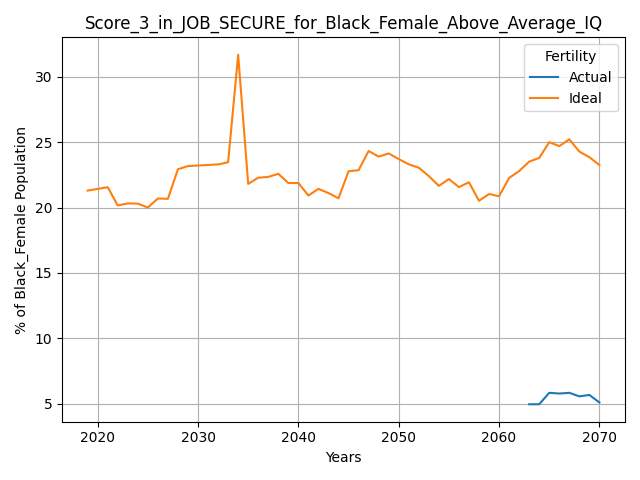 Score_3_in_JOB_SECURE_for_Black_Female_Above_Average_IQ
Fertility
Actual
Ideal
% of Black_Female Population
30
25
20
15
10
5
2020 2030 2040 2050 2060 2070
Years